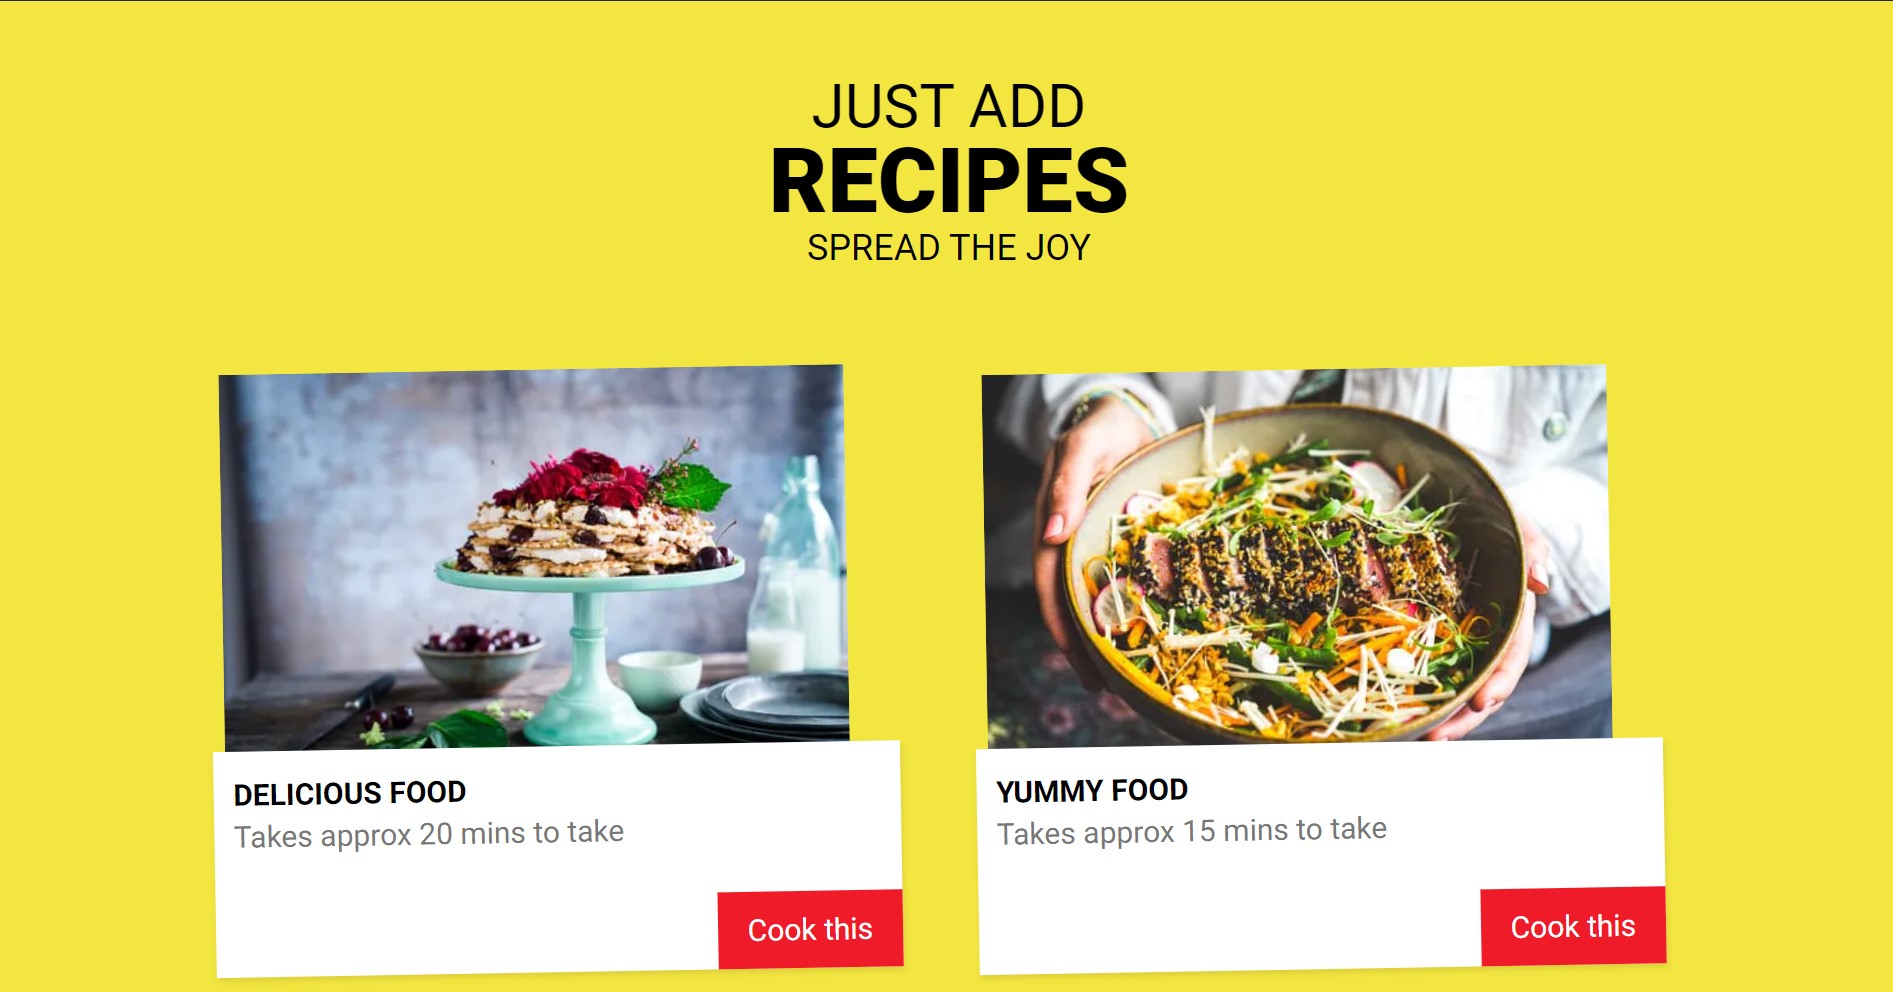 JUST ADD
RECIPES
SPREAD THE JOY
DELICIOUS FOOD
Takes approx 20 mins to take
Cook this
YUMMY FOOD
Takes approx 15 mins to take
Cook this